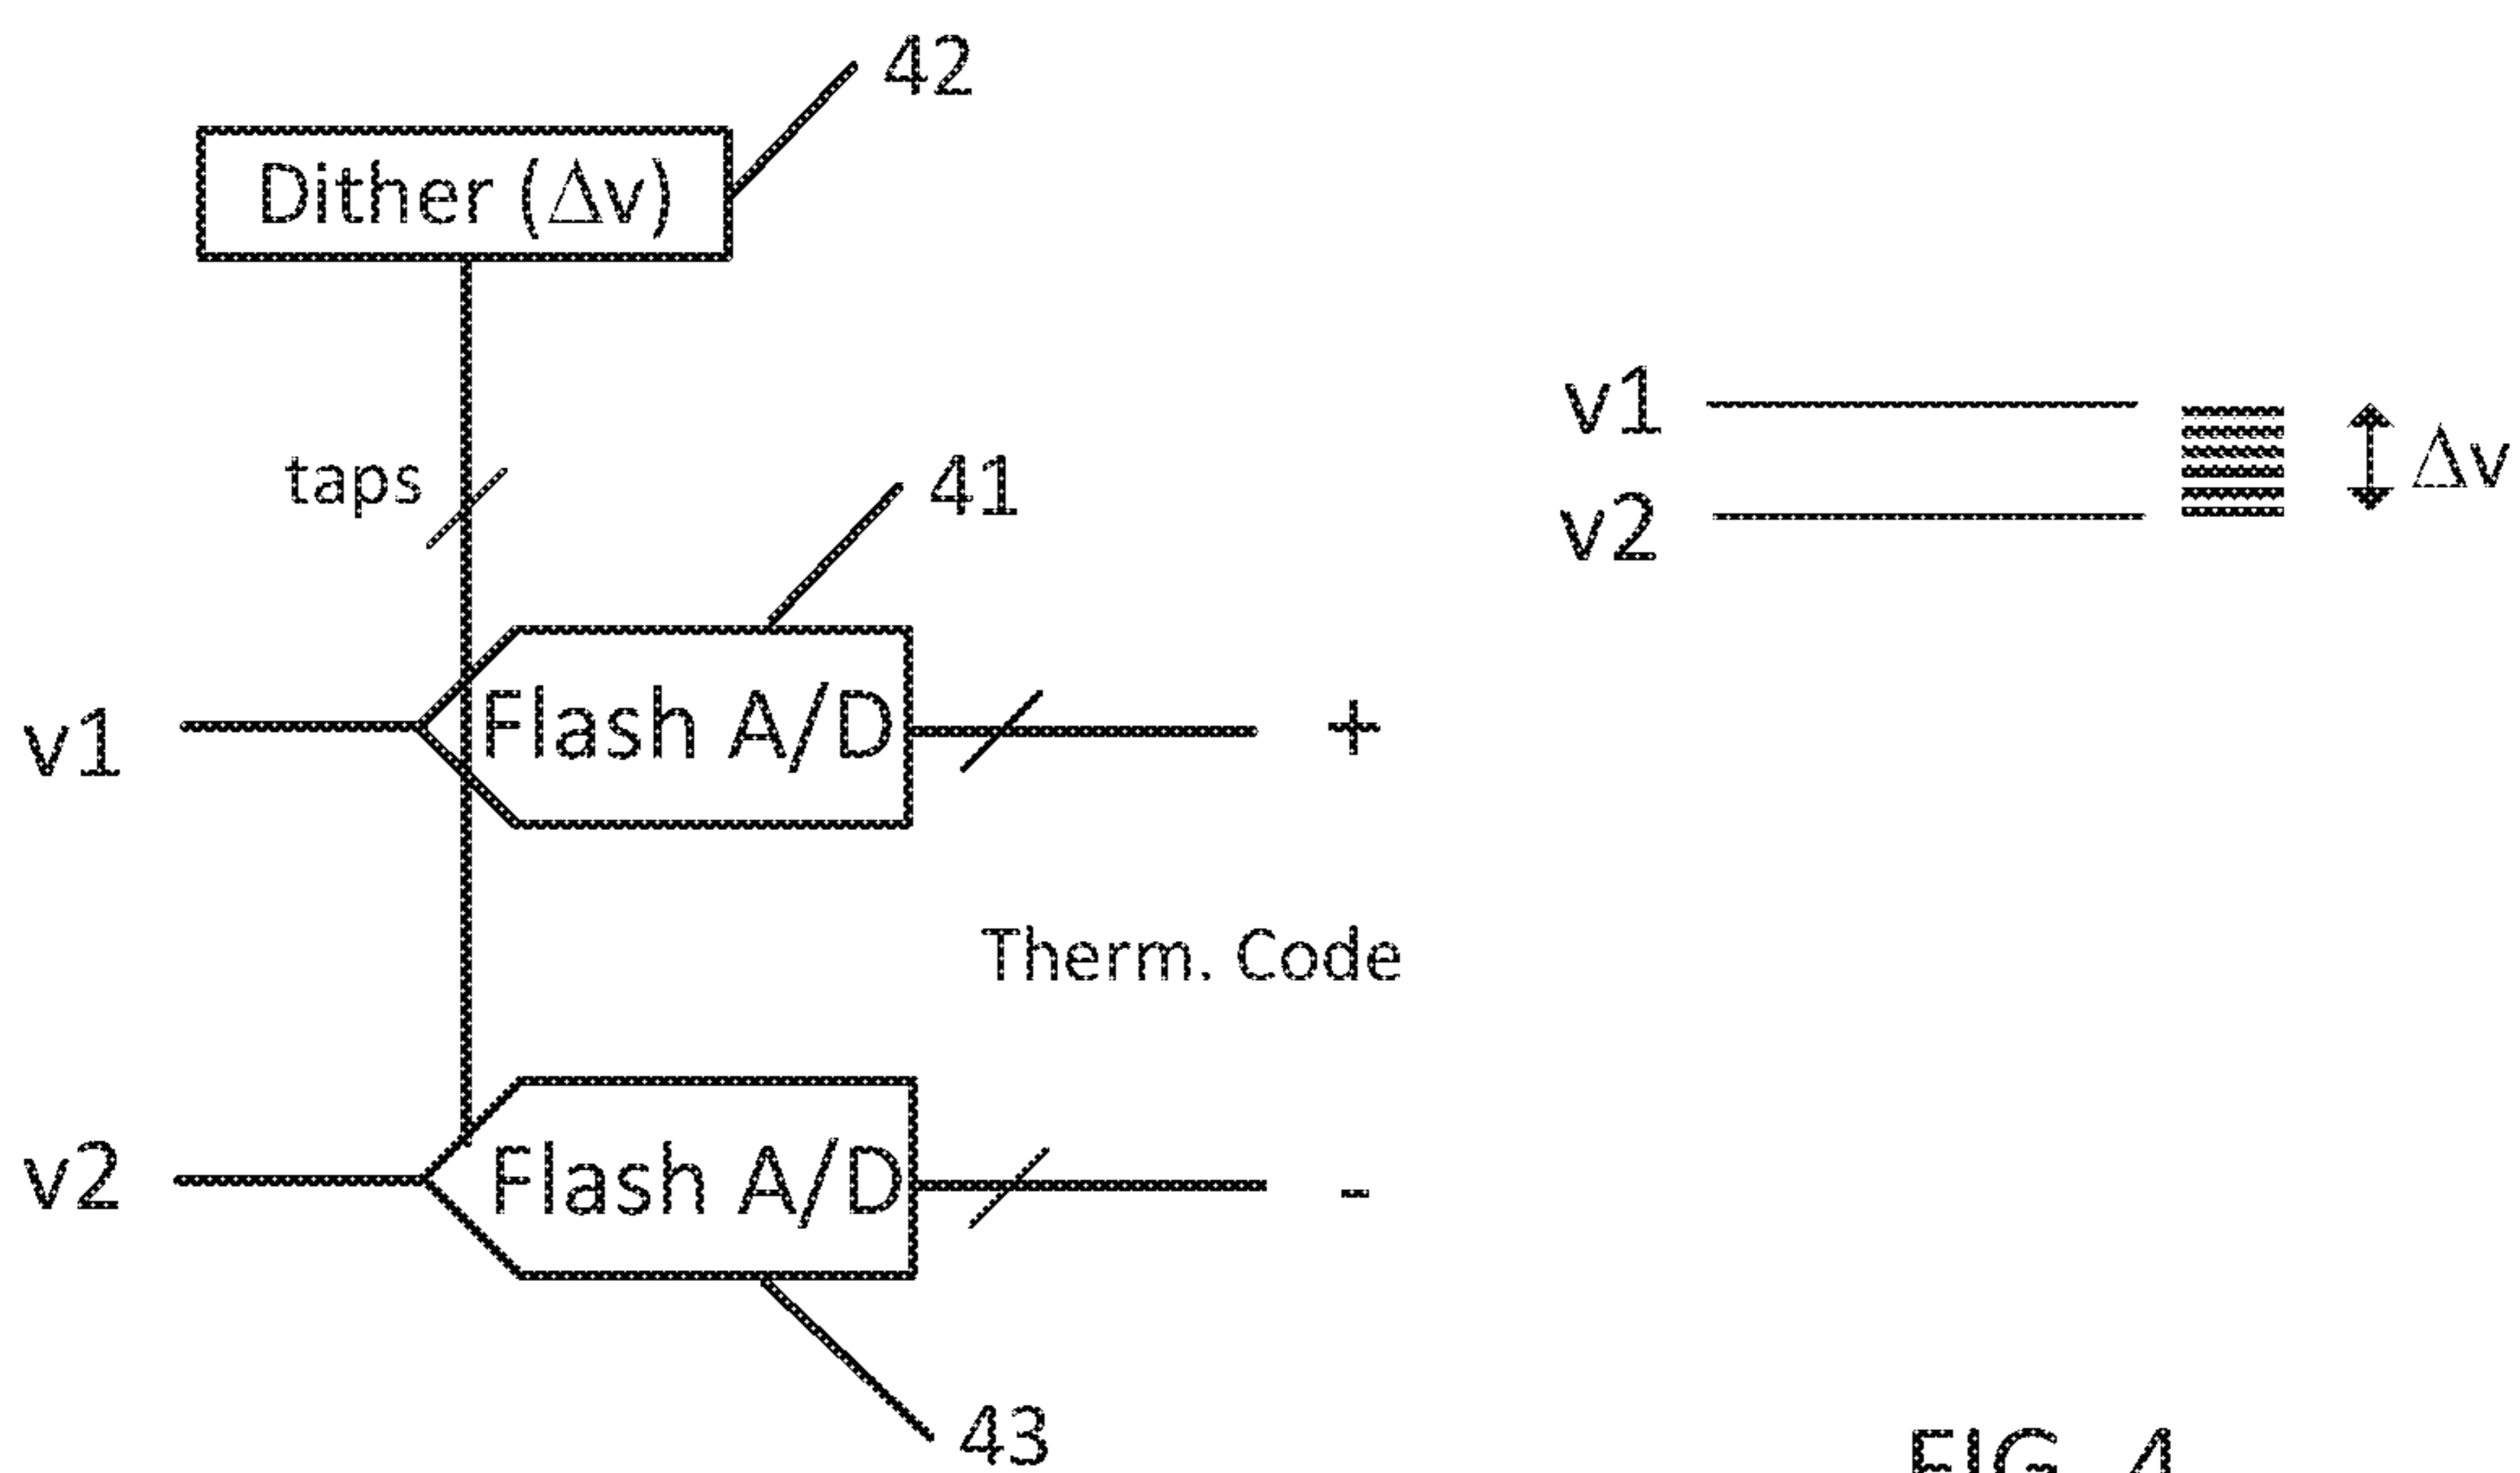 42
Dither (Δv)
taps
41
v1
Flash A/D
+
Therm. Code
v2
Flash A/D
-
43
v1
v2
Δv
FIG. 4